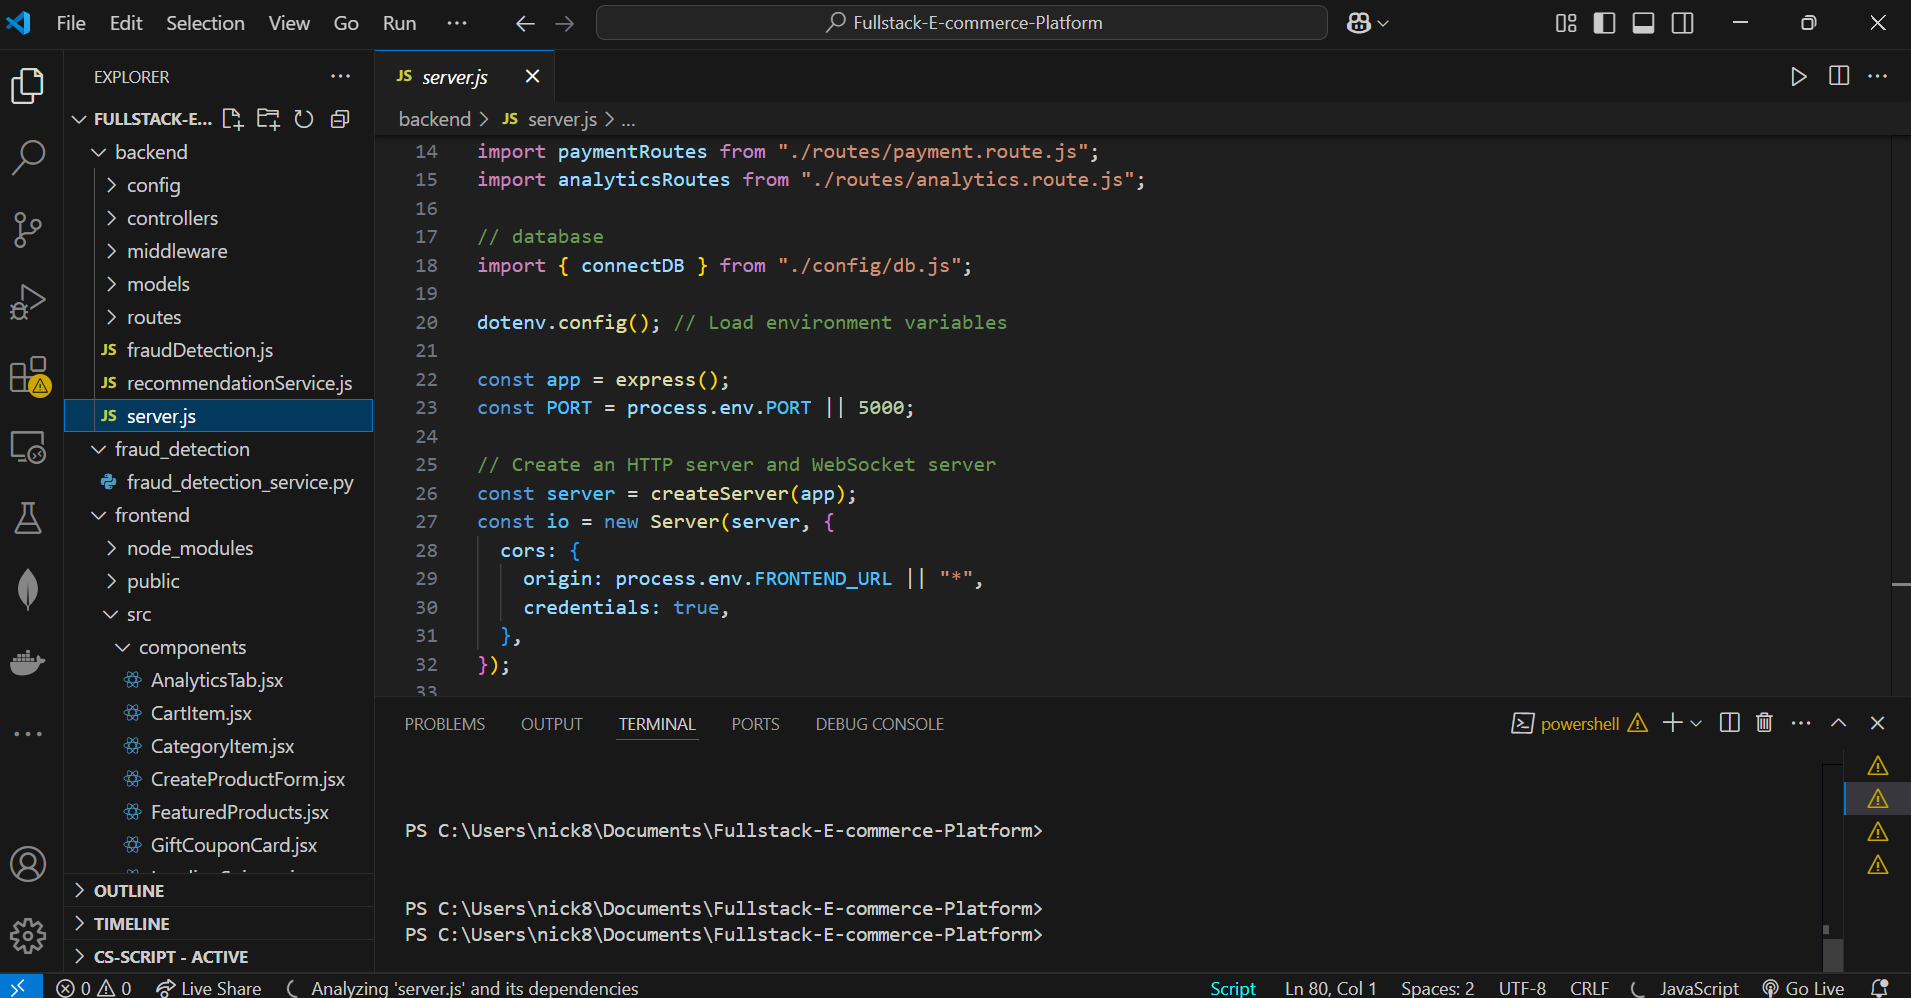 File Edit Selection View Go Run ··· Fullstack-E-commerce-Platform
EXPLORER
FULLSTACK-E...
backend
config
controllers
middleware
models
routes
JS fraudDetection.js
JS recommendationService.js
JS server.js
fraud_detection
fraud_detection_service.py
frontend
node_modules
public
src
components
AnalyticsTab.jsx
CartItem.jsx
CategoryItem.jsx
CreateProductForm.jsx
FeaturedProducts.jsx
GiftCouponCard.jsx
OUTLINE
TIMELINE
CS-SCRIPT - ACTIVE
JS server.js
backend > JS server.js > ...
14 import paymentRoutes from "./routes/payment.route.js";
15 import analyticsRoutes from "./routes/analytics.route.js";
16
17 // database
18 import { connectDB } from "./config/db.js";
19
20 dotenv.config(); // Load environment variables
21
22 const app = express();
23 const PORT = process.env.PORT || 5000;
24
25 // Create an HTTP server and WebSocket server
26 const server = createServer(app);
27 const io = new Server(server, {
28 cors: {
29 origin: process.env.FRONTEND_URL || "*",
30 credentials: true,
31 },
32 });
33
PROBLEMS OUTPUT TERMINAL PORTS DEBUG CONSOLE powershell
PS C:\Users\nick8\Documents\Fullstack-E-commerce-Platform>
PS C:\Users\nick8\Documents\Fullstack-E-commerce-Platform>
PS C:\Users\nick8\Documents\Fullstack-E-commerce-Platform>
0 0 Live Share Analyzing 'server.js' and its dependencies Script Ln 80, Col 1 Spaces: 2 UTF-8 CRLF JavaScript Go Live